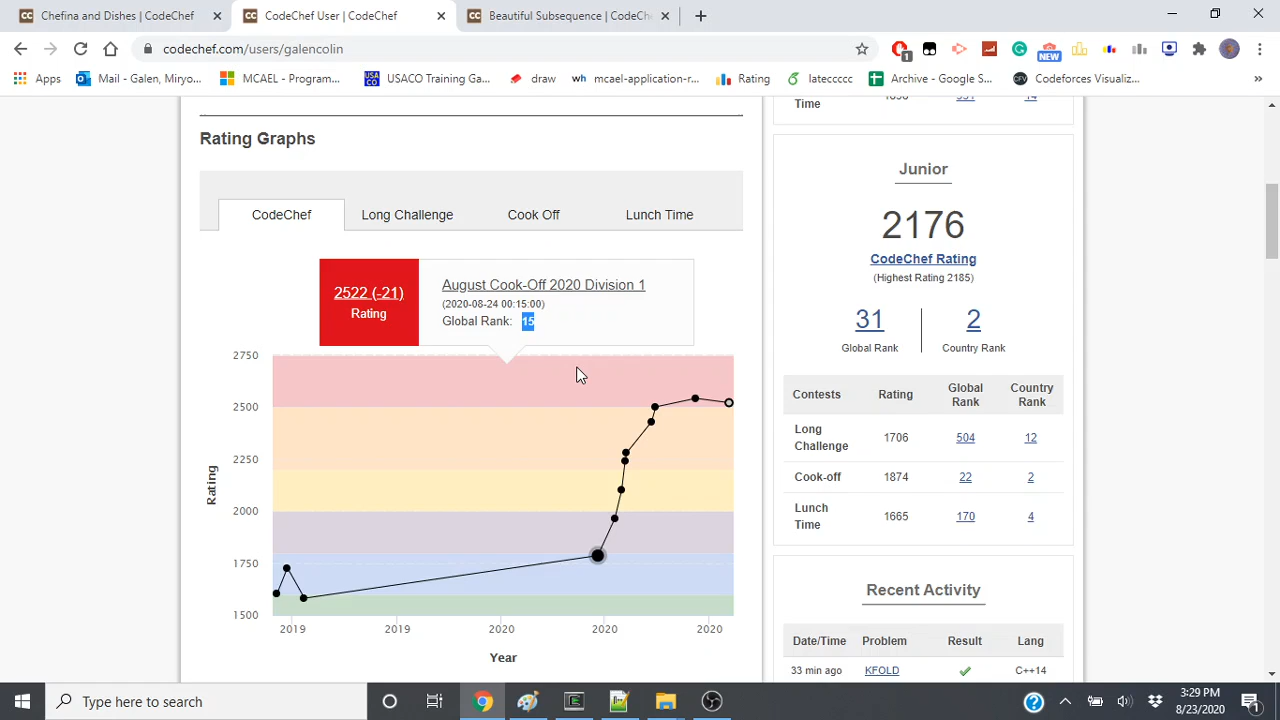 Chefina and Dishes | CodeChef
CodeChef User | CodeChef
Beautiful Subsequence | CodeCh
codechef.com/users/galencolin
1
NEW
Apps
Mail - Galen, Miryo...
MCAEL - Program...
USACO Training Ga...
draw
wh mcael-application-r...
Rating
lateccccc
Archive - Google S...
Codeforces Visualiz...
»
Rating Graphs
CodeChef
Long Challenge
Cook Off
Lunch Time
2522 (-21)
Rating
August Cook-Off 2020 Division 1
(2020-08-24 00:15:00)
Global Rank: 15
2750
2500
2250
2000
1750
1500
Rating
2019
2019
2020
2020
2020
Year
Time
Junior
2176
CodeChef Rating
(Highest Rating 2185)
31
2
Global Rank
Country Rank
Contests Rating Global Rank Country Rank
Long Challenge 1706 504 12
Cook-off 1874 22 2
Lunch Time 1665 170 4
Recent Activity
Date/Time Problem Result Lang
33 min ago KFOLD C++14
Type here to search
3:29 PM
8/23/2020
1